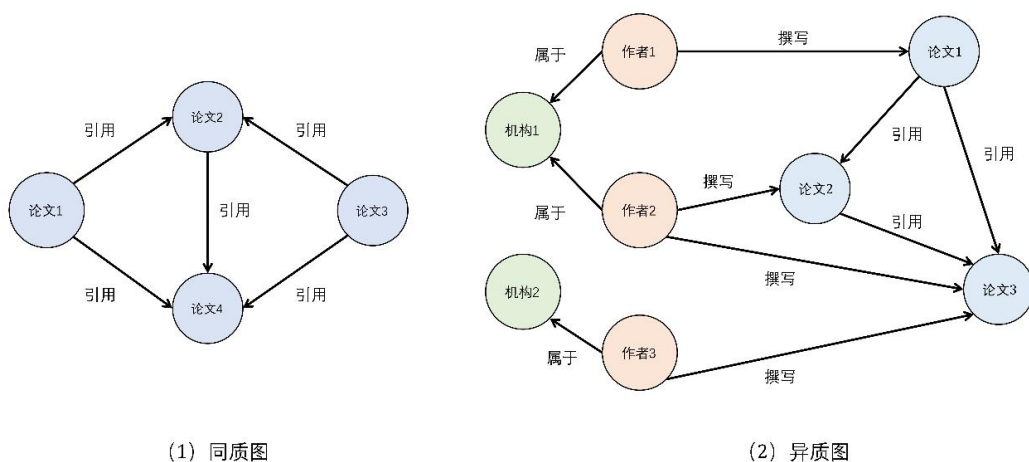 论文2
引用
引用
论文1
引用
论文3
引用
引用
论文4
(1) 同质图
作者1
撰写
论文1
属于
机构1
引用
引用
撰写
论文2
属于
作者2
引用
撰写
论文3
机构2
作者3
属于
撰写
(2) 异质图